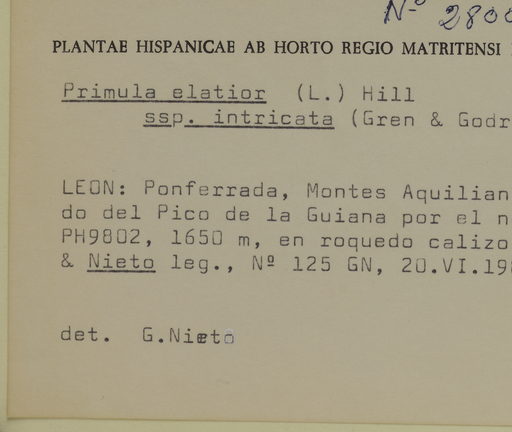 Nº 2800
PLANTAE HISPANICAE AB HORTO REGIO MATRITENSI
Primula elatior (L.) Hill
ssp. intricata (Gren & Godr
LEON: Ponferrada, Montes Aquilian
do del Pico de la Guiana por el n
PH9802, 1650 m, en roquedo calizo
& Nieto leg., Nº 125 GN, 20.VI.19
det. G.Nieto